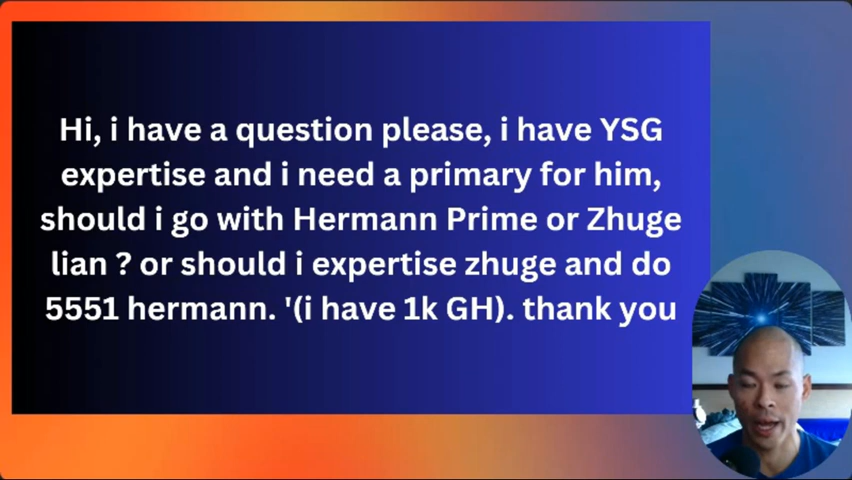 Hi, i have a question please, i have YSG
expertise and i need a primary for him,
should i go with Hermann Prime or Zhuge
lian ? or should i expertise zhuge and do
5551 hermann. '(i have 1k GH). thank you